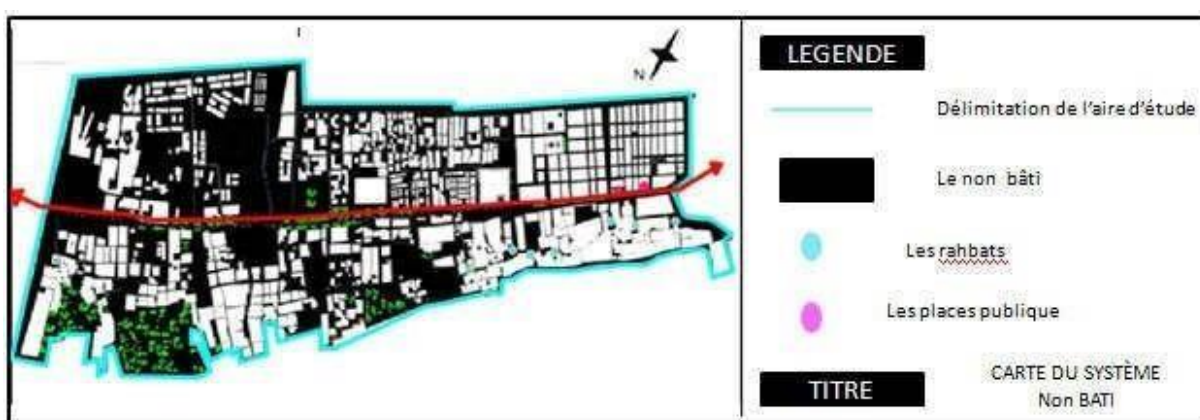 N
LEGENDE
Délimitation de l'aire d'étude
Le non bâti
Les rahbats
Les places publique
TITRE
CARTE DU SYSTÈME
Non BATI